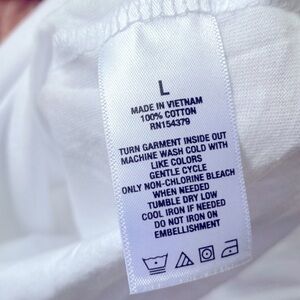 L
MADE IN VIETNAM
100% COTTON
RN154379
TURN GARMENT INSIDE OUT
MACHINE WASH COLD WITH
LIKE COLORS
GENTLE CYCLE
ONLY NON-CHLORINE BLEACH
WHEN NEEDED
TUMBLE DRY LOW
COOL IRON IF NEEDED
DO NOT IRON ON
EMBELLISHMENT